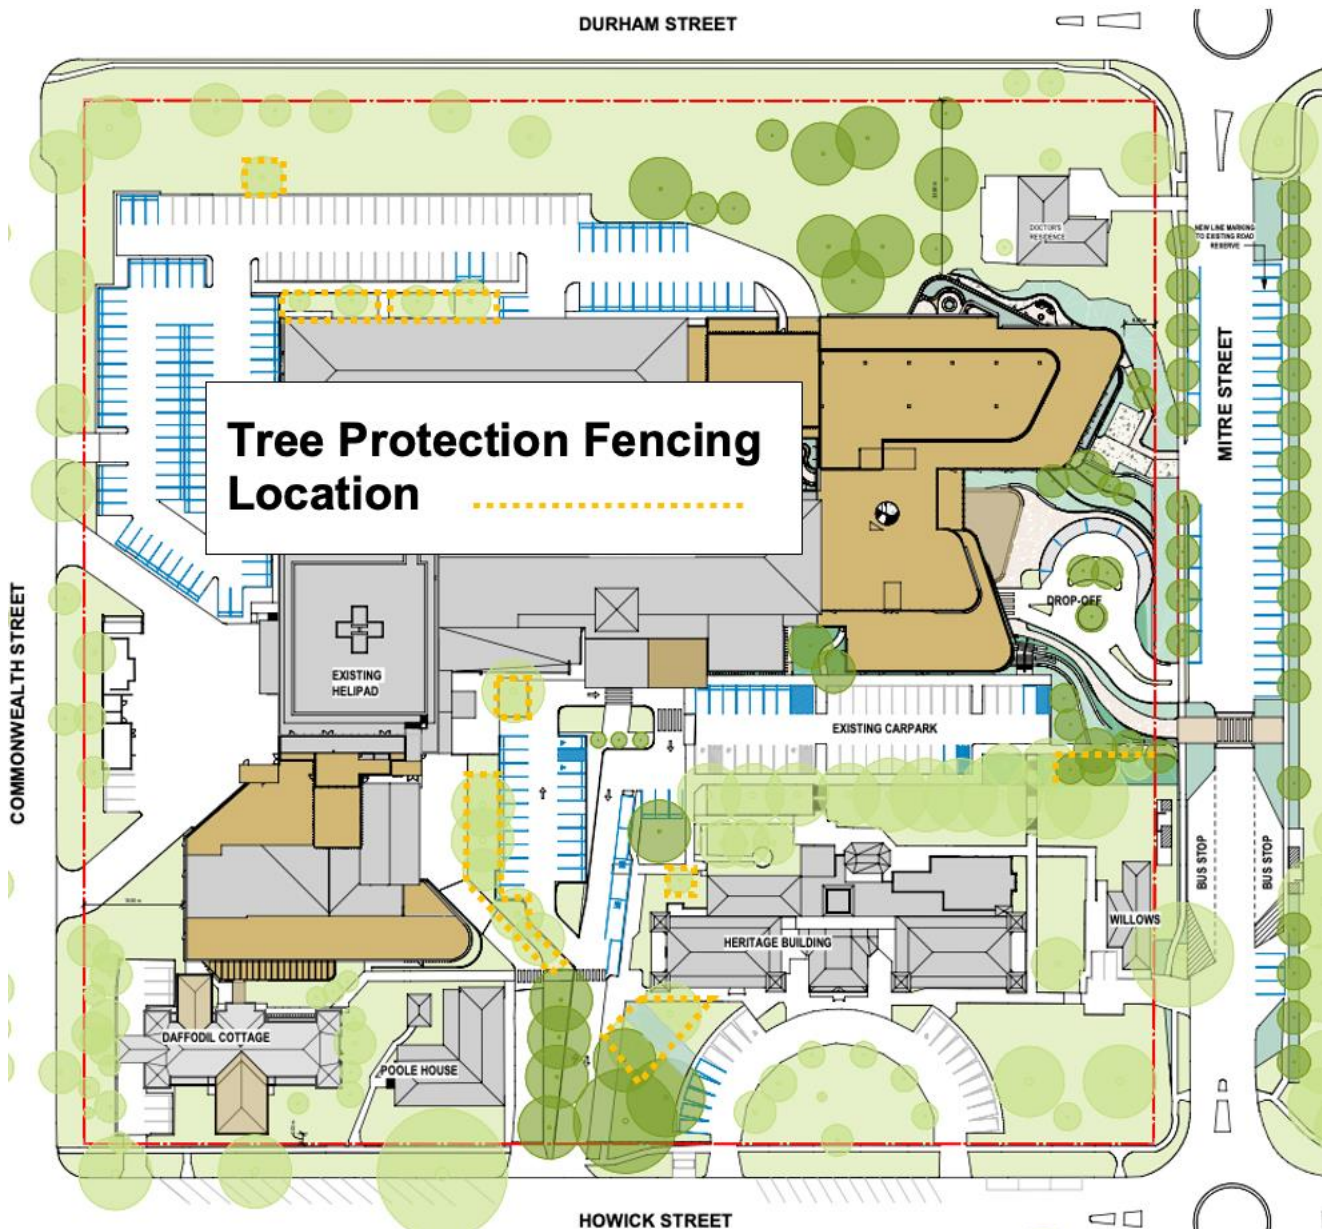 DURHAM STREET
DOCTOR'S
RESIDENCE
NEW LINE MARKING
TO EXISTING ROAD
RESERVE
MITRE STREET
Tree Protection Fencing
Location
COMMONWEALTH STREET
DROP-OFF
EXISTING
HELIPAD
EXISTING CARPARK
BUS STOP
BUS STOP
WILLOWS
HERITAGE BUILDING
DAFFODIL COTTAGE
POOLE HOUSE
HOWICK STREET